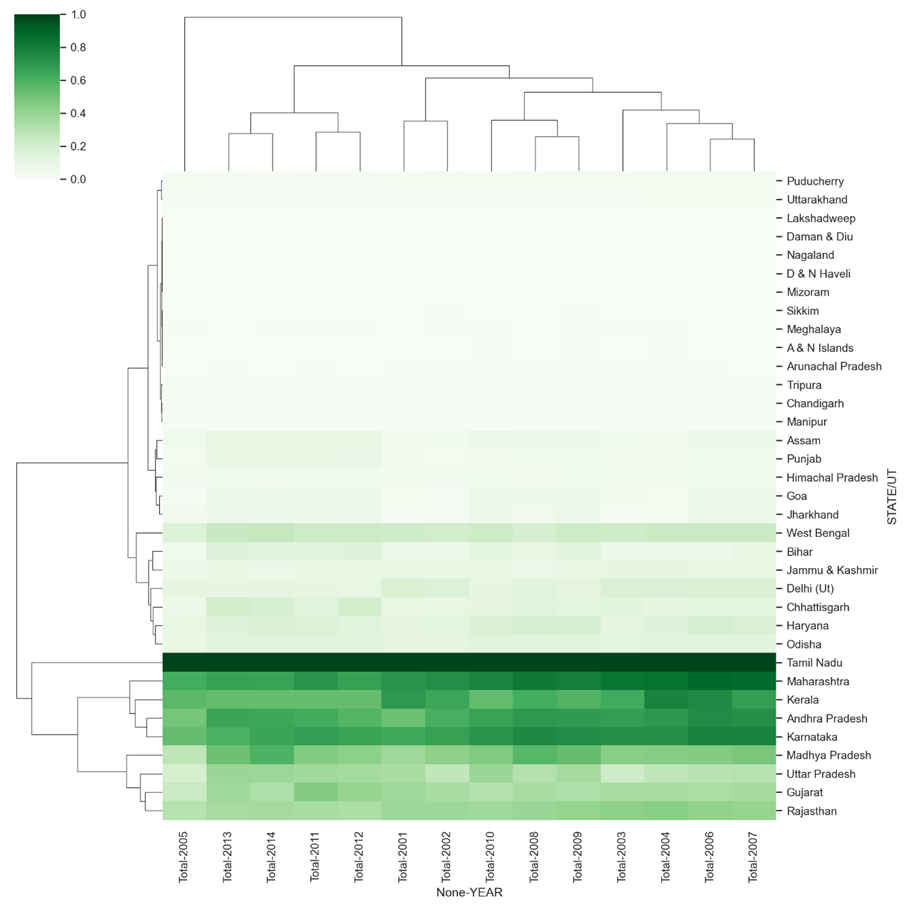 1.0
0.8
0.6
0.4
0.2
0.0
Puducherry
Uttarakhand
Lakshadweep
Daman & Diu
Nagaland
D & N Haveli
Mizoram
Sikkim
Meghalaya
A & N Islands
Arunachal Pradesh
Tripura
Chandigarh
Manipur
Assam
Punjab
Himachal Pradesh
Goa
Jharkhand
West Bengal
Bihar
Jammu & Kashmir
Delhi (Ut)
Chhattisgarh
Haryana
Odisha
Tamil Nadu
Maharashtra
Kerala
Andhra Pradesh
Karnataka
Madhya Pradesh
Uttar Pradesh
Gujarat
Rajasthan
STATE/UT
Total-2005
Total-2013
Total-2014
Total-2011
Total-2012
Total-2001
Total-2002
Total-2010
Total-2008
Total-2009
Total-2003
Total-2004
Total-2006
Total-2007
None-YEAR